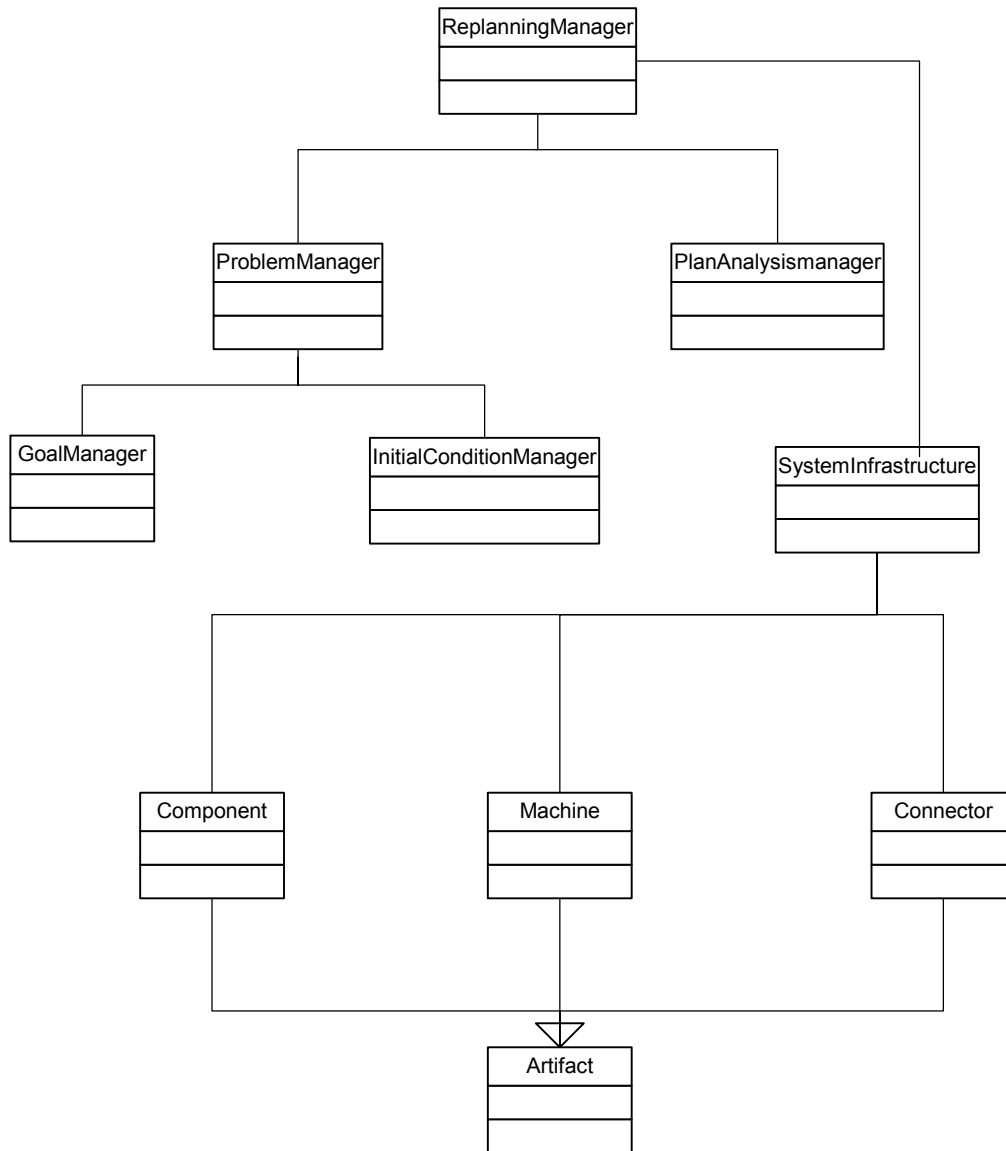 ReplanningManager
ProblemManager
PlanAnalysismanager
GoalManager
InitialConditionManager
SystemInfrastructure
Component
Machine
Connector
Artifact